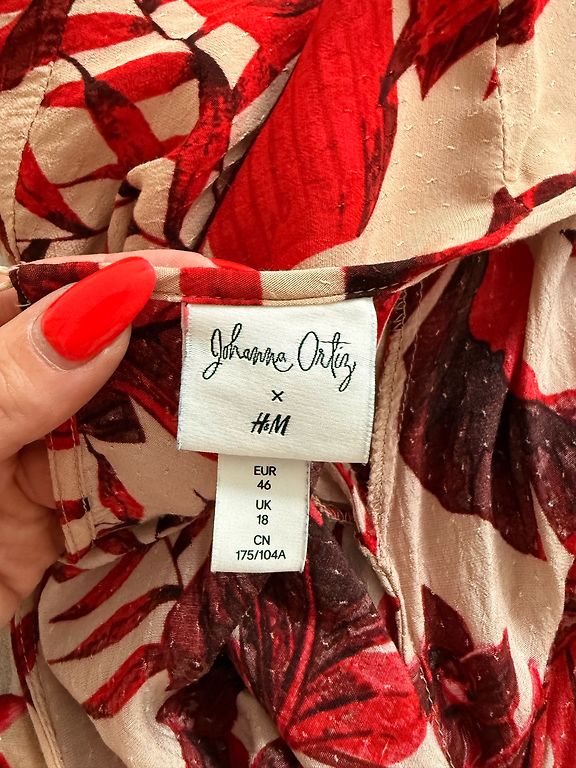 Johanna Ortiz
×
H&M
EUR
46
UK
18
CN
175/104A